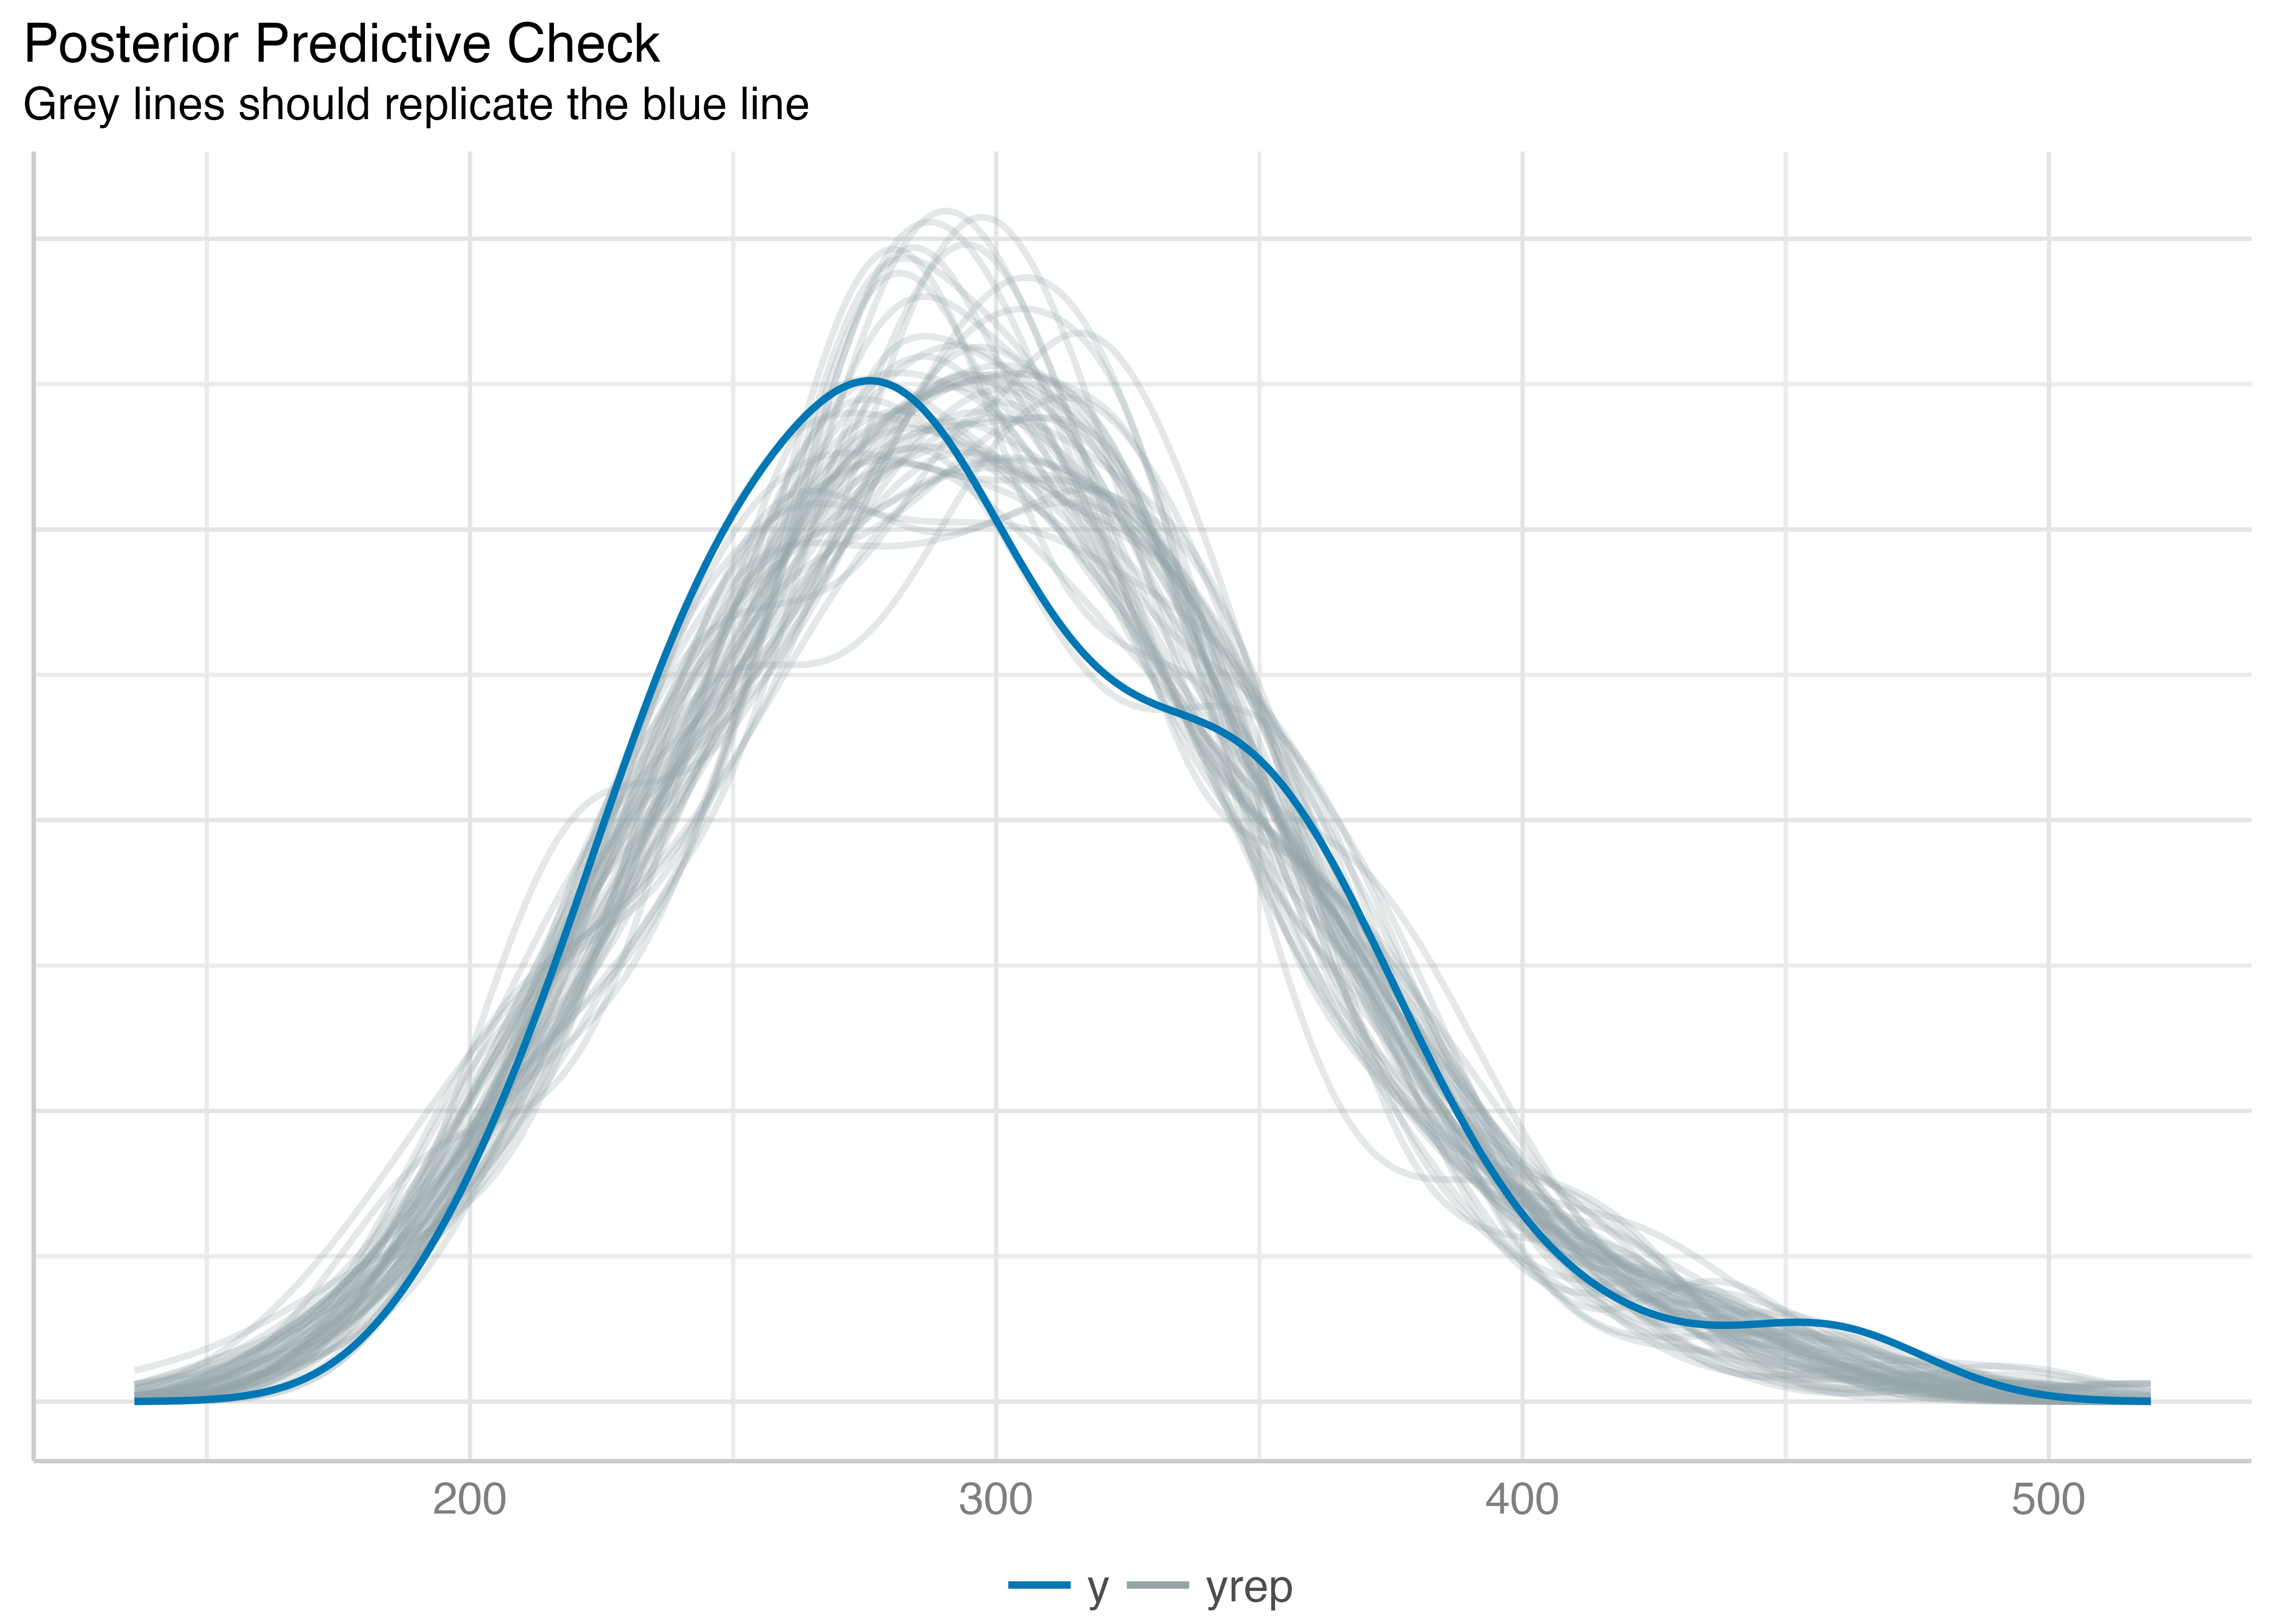 Posterior Predictive Check
Grey lines should replicate the blue line
200 300 400 500
y yrep